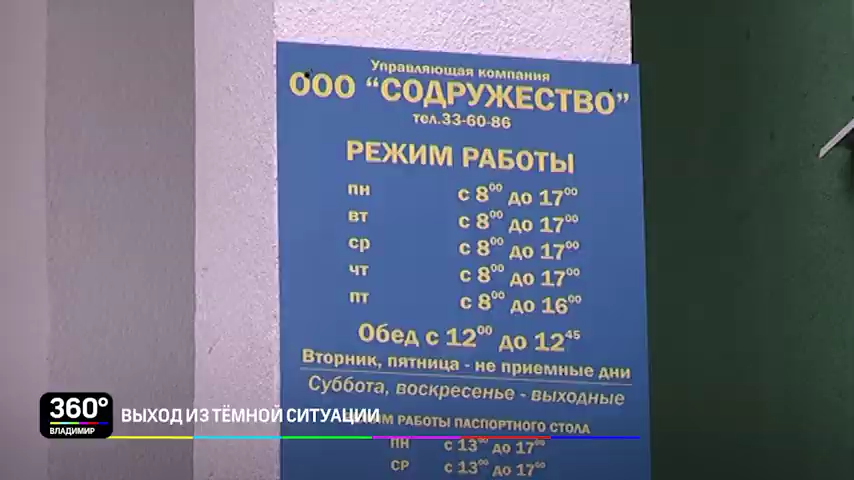 Управляющая компания
ООО “СОДРУЖЕСТВО”
тел.33-60-86
РЕЖИМ РАБОТЫ
пн с 8⁰⁰ до 17⁰⁰
вт с 8⁰⁰ до 17⁰⁰
ср с 8⁰⁰ до 17⁰⁰
чт с 8⁰⁰ до 17⁰⁰
пт с 8⁰⁰ до 16⁰⁰
Обед с 12⁰⁰ до 12⁴⁵
Вторник, пятница - не приемные дни
Суббота, воскресенье - выходные
РАБОТЫ ПАСПОРТНОГО СТОЛА
ПН с 13⁰⁰ до 17⁰⁰
СР с 13⁰⁰ до 17⁰⁰
360°
ВЛАДИМИР
ВЫХОД ИЗ ТЁМНОЙ СИТУАЦИИ